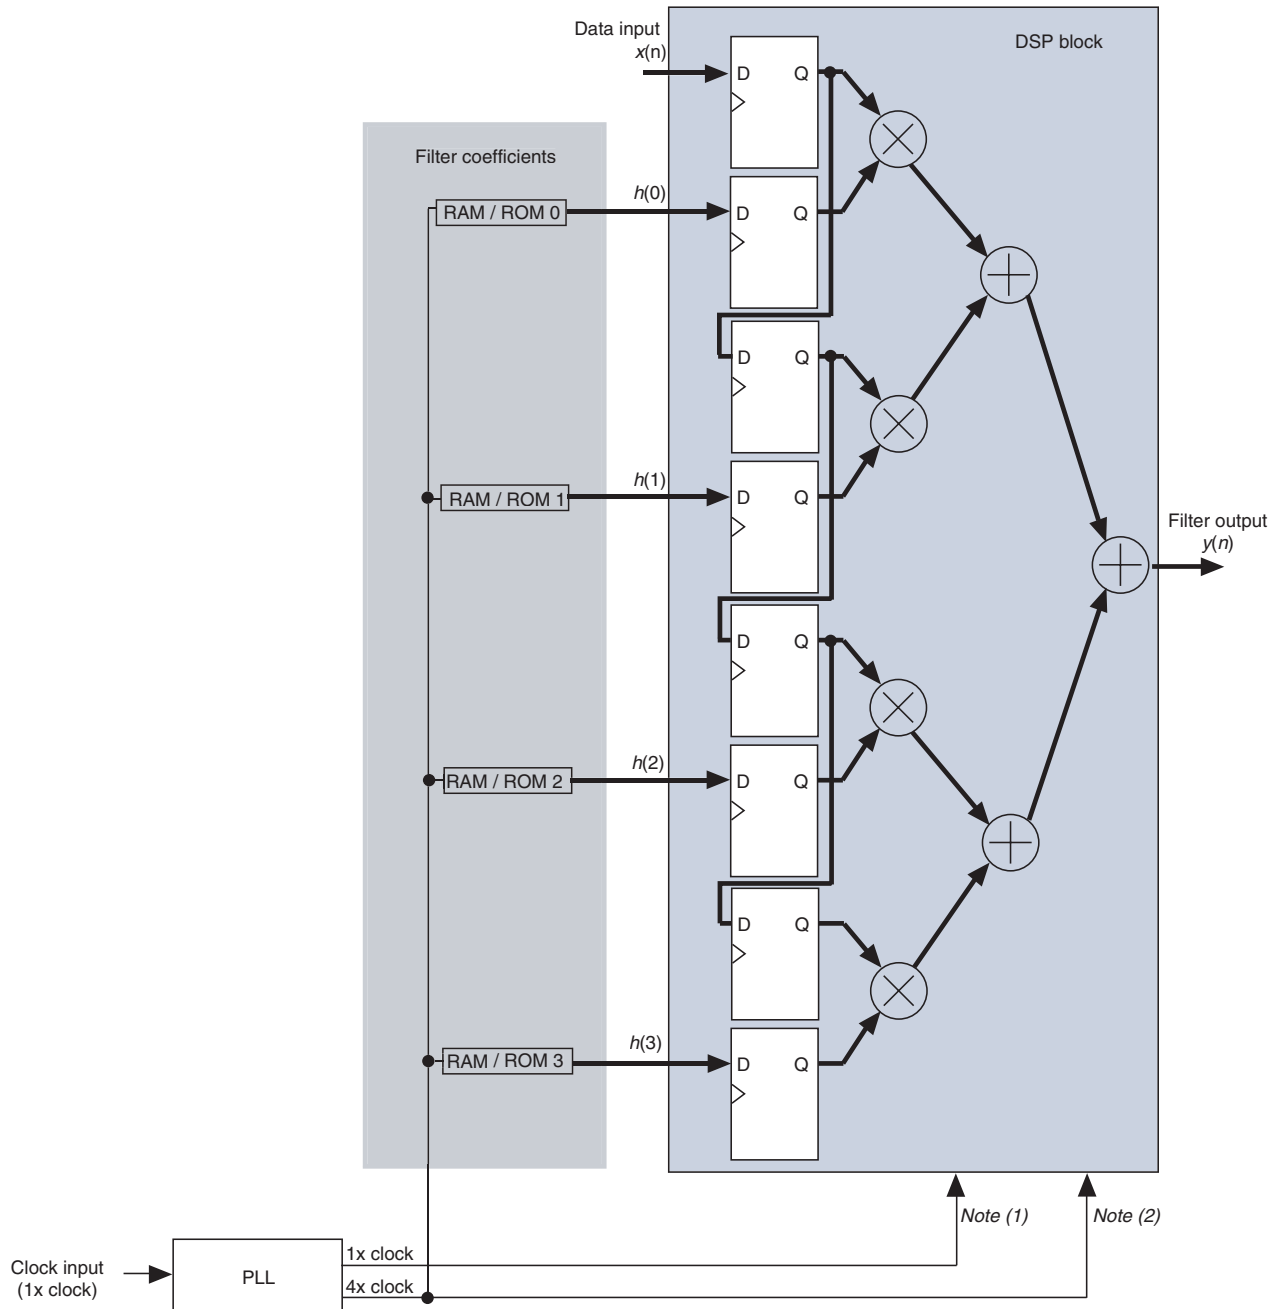 Data input
x(n)
DSP block
D Q
Filter coefficients
RAM / ROM 0
h(0)
D Q
D Q
RAM / ROM 1
h(1)
D Q
Filter output
y(n)
D Q
RAM / ROM 2
h(2)
D Q
D Q
RAM / ROM 3
h(3)
D Q
Note (1)
Note (2)
Clock input
(1x clock)
PLL
1x clock
4x clock